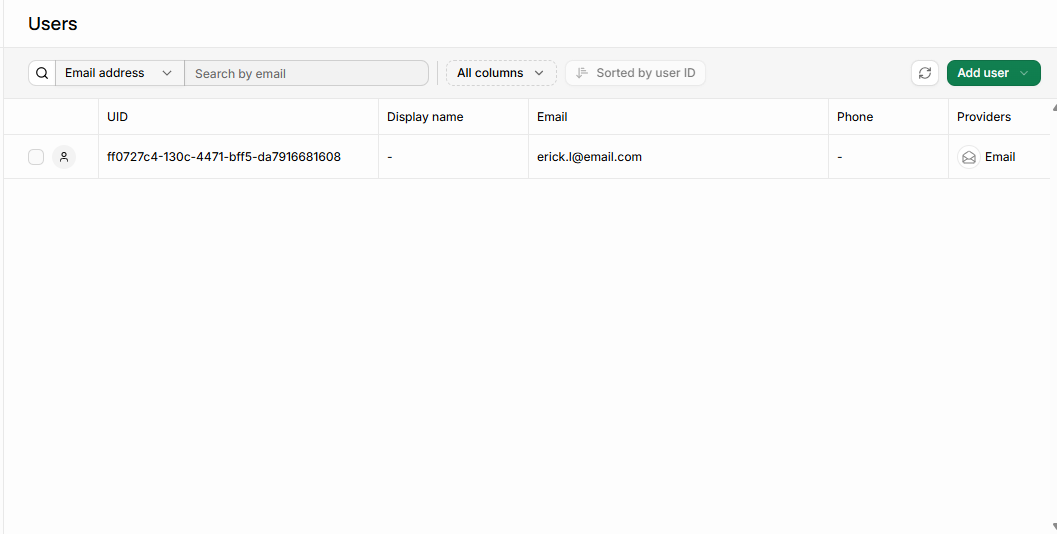 Users
Email address Search by email All columns Sorted by user ID Add user
UID Display name Email Phone Providers
ff0727c4-130c-4471-bff5-da7916681608 - erick.l@email.com - Email